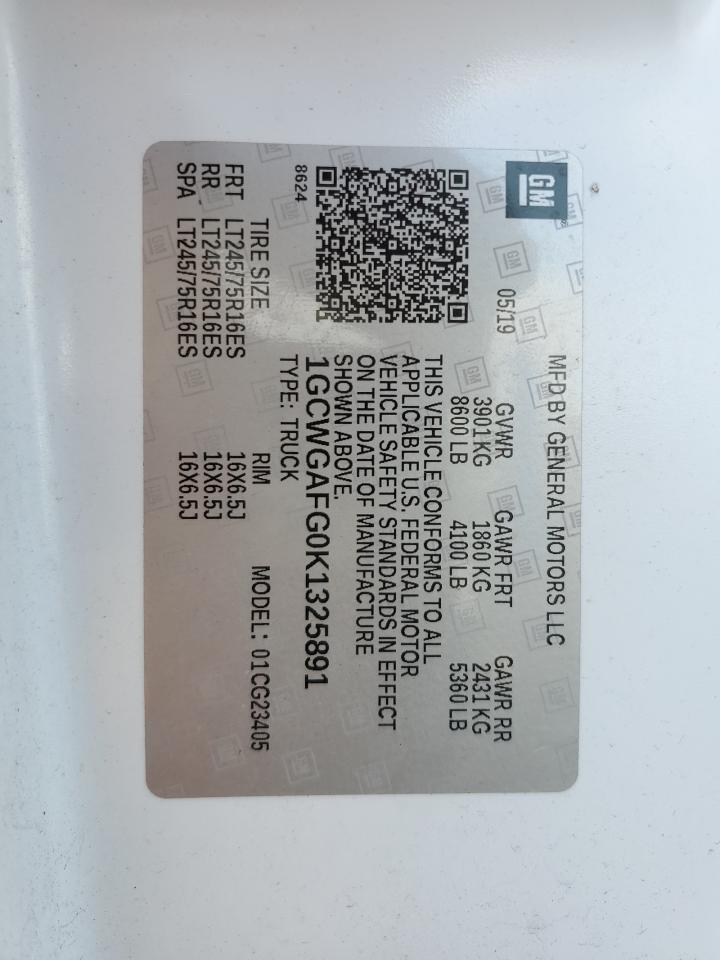 GM
MFD BY GENERAL MOTORS LLC
05/19 GVWR GAWR FRT GAWR RR
3901 KG 1860 KG 2431 KG
8600 LB 4100 LB 5360 LB
THIS VEHICLE CONFORMS TO ALL
APPLICABLE U.S. FEDERAL MOTOR
VEHICLE SAFETY STANDARDS IN EFFECT
ON THE DATE OF MANUFACTURE
SHOWN ABOVE.
1GCWGAFG0K1325891
8624 TYPE: TRUCK
TIRE SIZE RIM MODEL: 01CG23405
FRT LT245/75R16ES 16X6.5J
RR LT245/75R16ES 16X6.5J
SPA LT245/75R16ES 16X6.5J